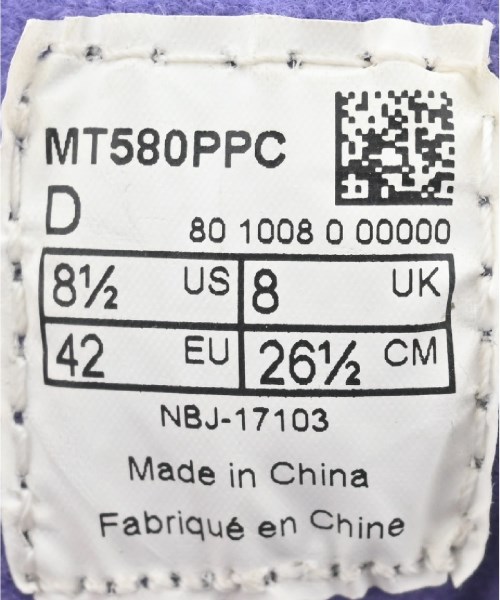 MT580PPC
D
80 1008 0 00000
8½ US 8 UK
42 EU 26½ CM
NBJ-17103
Made in China
Fabriqué en Chine